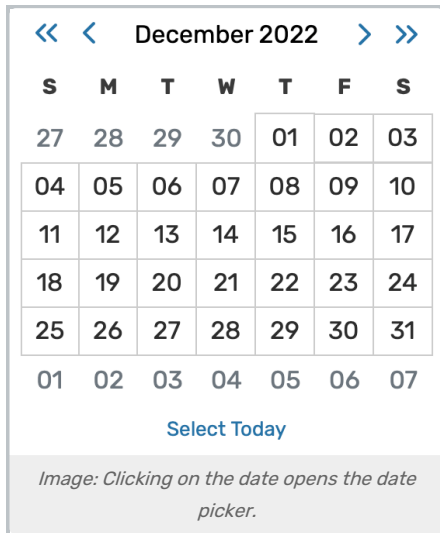 December 2022
S M T W T F S
27 28 29 30 01 02 03
04 05 06 07 08 09 10
11 12 13 14 15 16 17
18 19 20 21 22 23 24
25 26 27 28 29 30 31
01 02 03 04 05 06 07
Select Today
Image: Clicking on the date opens the date
picker.